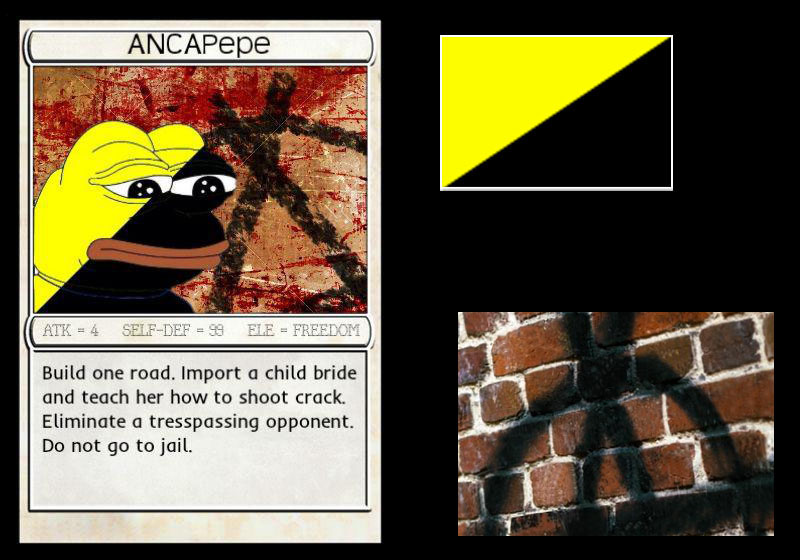 ANCAPepe
ATK = 4 SELF-DEF = 99 ELE = FREEDOM
Build one road. Import a child bride
and teach her how to shoot crack.
Eliminate a tresspassing opponent.
Do not go to jail.